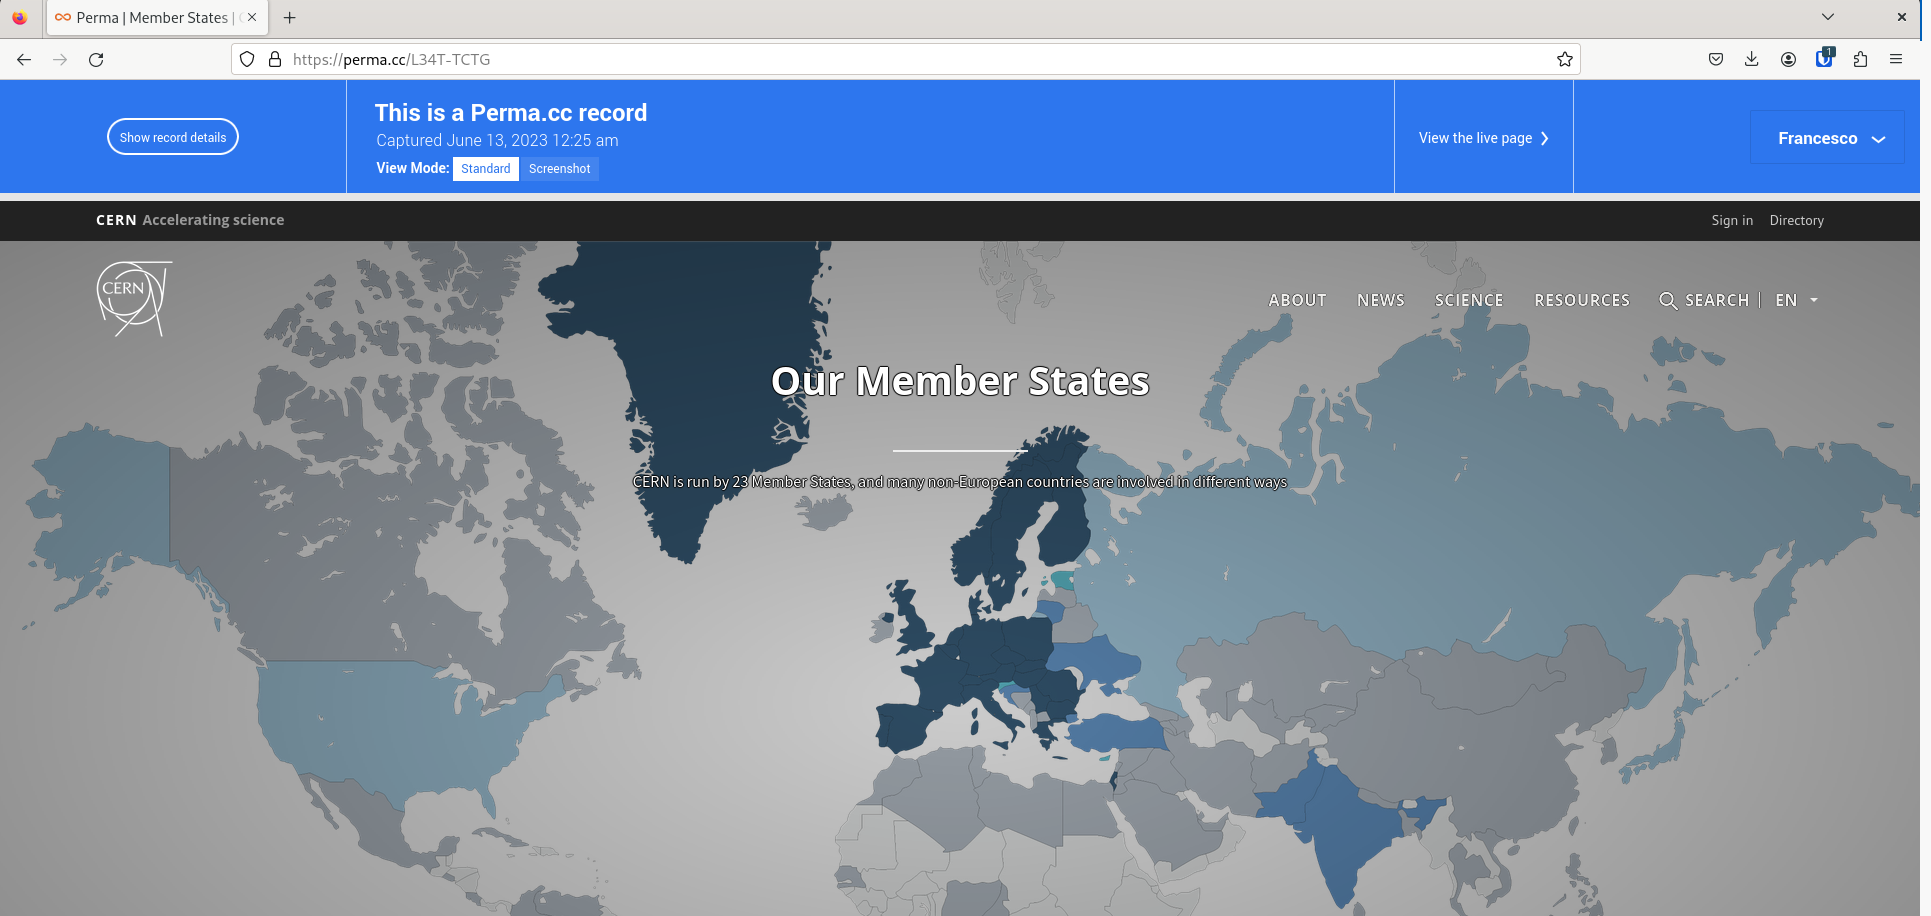 Perma | Member States |
https://perma.cc/L34T-TCTG
1
Show record details
This is a Perma.cc record
Captured June 13, 2023 12:25 am
View Mode: Standard Screenshot
View the live page
Francesco
CERN Accelerating science
Sign in Directory
CERN
ABOUT NEWS SCIENCE RESOURCES SEARCH | EN
Our Member States
CERN is run by 23 Member States, and many non-European countries are involved in different ways